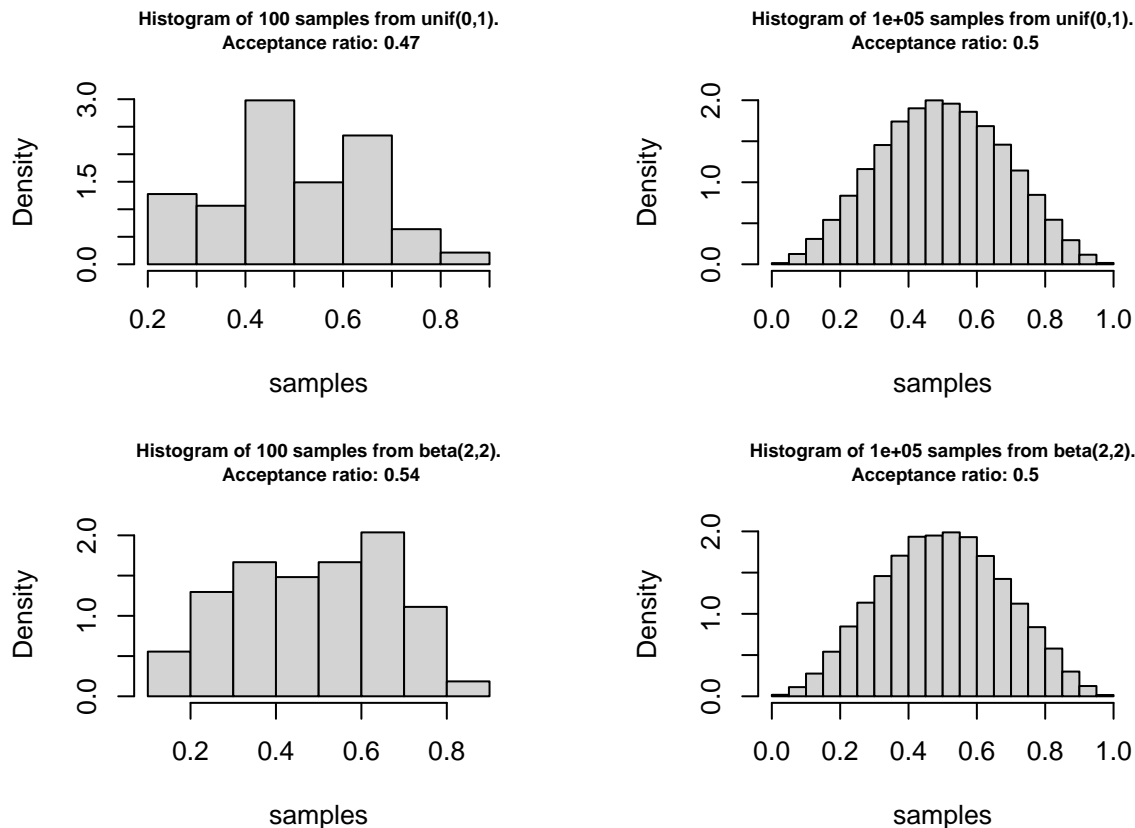 Histogram of 100 samples from unif(0,1).
Acceptance ratio: 0.47
Density
3.0
1.5
0.0
0.2 0.4 0.6 0.8
samples
Histogram of 1e+05 samples from unif(0,1).
Acceptance ratio: 0.5
Density
2.0
1.0
0.0
0.0 0.2 0.4 0.6 0.8 1.0
samples
Histogram of 100 samples from beta(2,2).
Acceptance ratio: 0.54
Density
2.0
1.0
0.0
0.2 0.4 0.6 0.8
samples
Histogram of 1e+05 samples from beta(2,2).
Acceptance ratio: 0.5
Density
2.0
1.0
0.0
0.0 0.2 0.4 0.6 0.8 1.0
samples